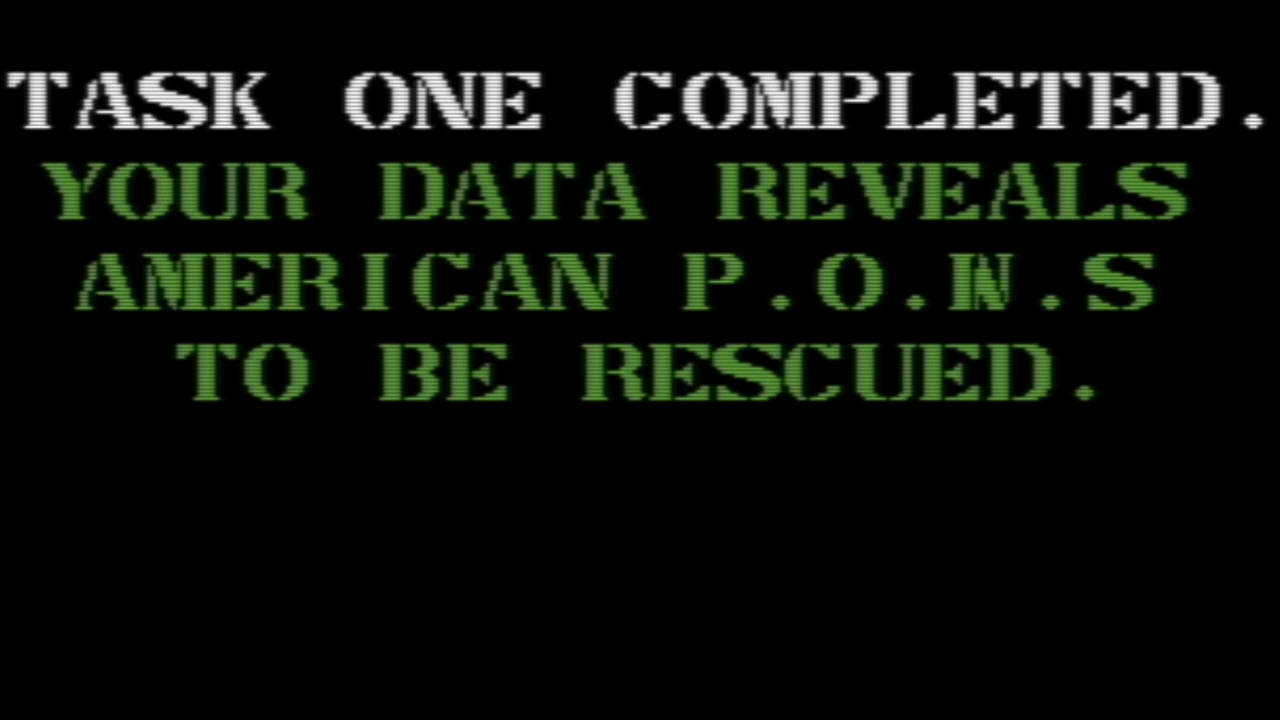 TASK ONE COMPLETED.
YOUR DATA REVEALS
AMERICAN P.O.W.S
TO BE RESCUED.